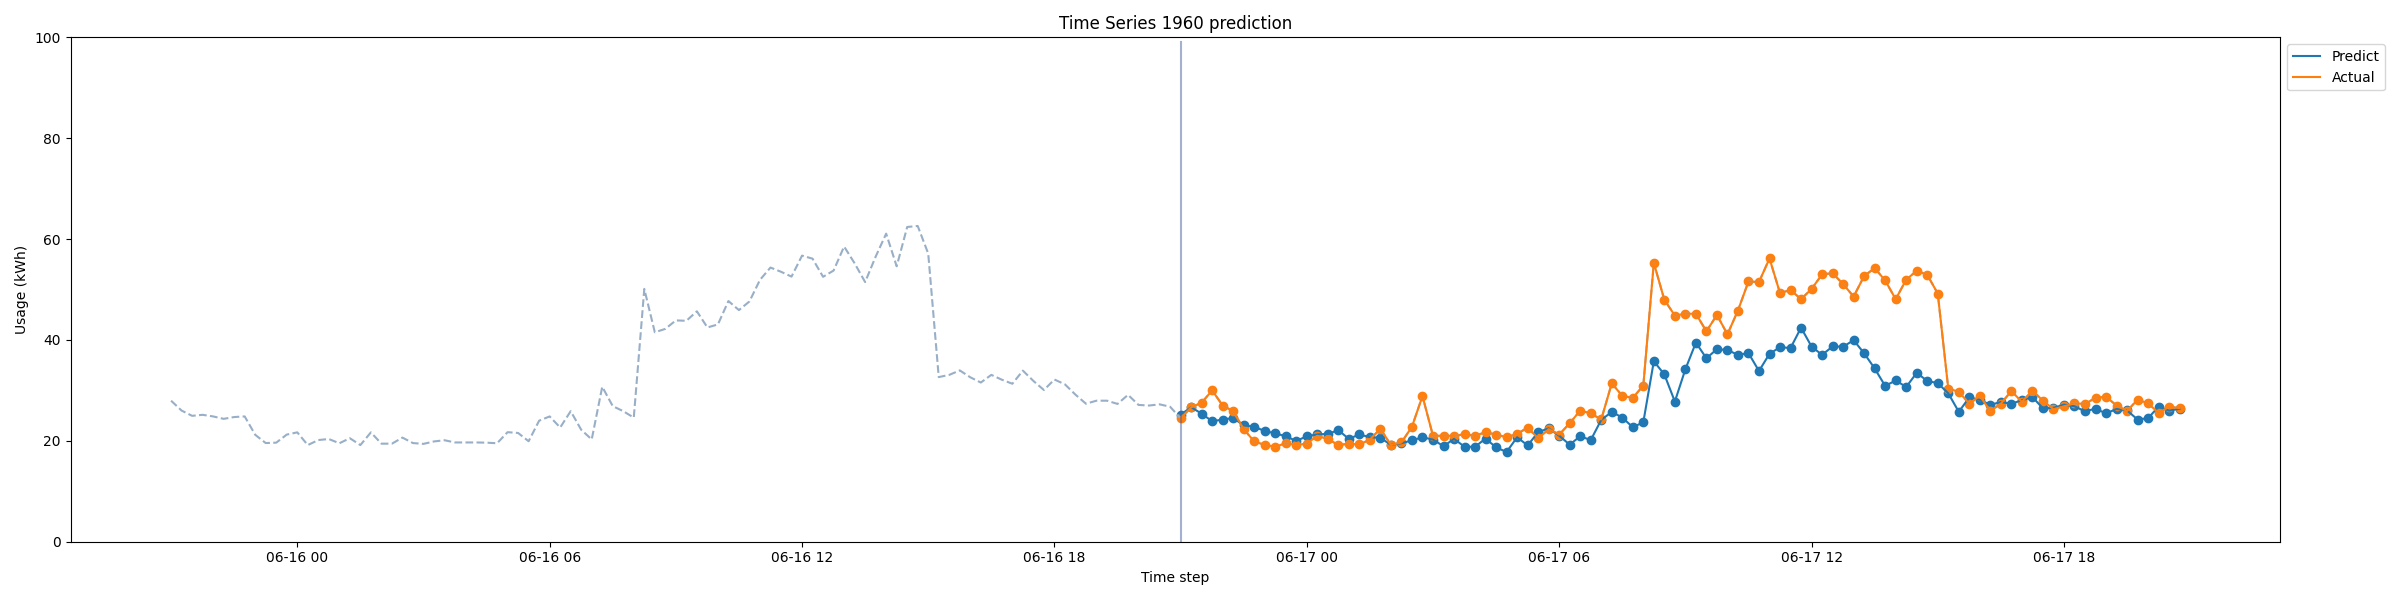 Time Series 1960 prediction
100
80
60
40
20
0
Usage (kWh)
06-16 00
06-16 06
06-16 12
06-16 18
06-17 00
06-17 06
06-17 12
06-17 18
Time step
Predict
Actual